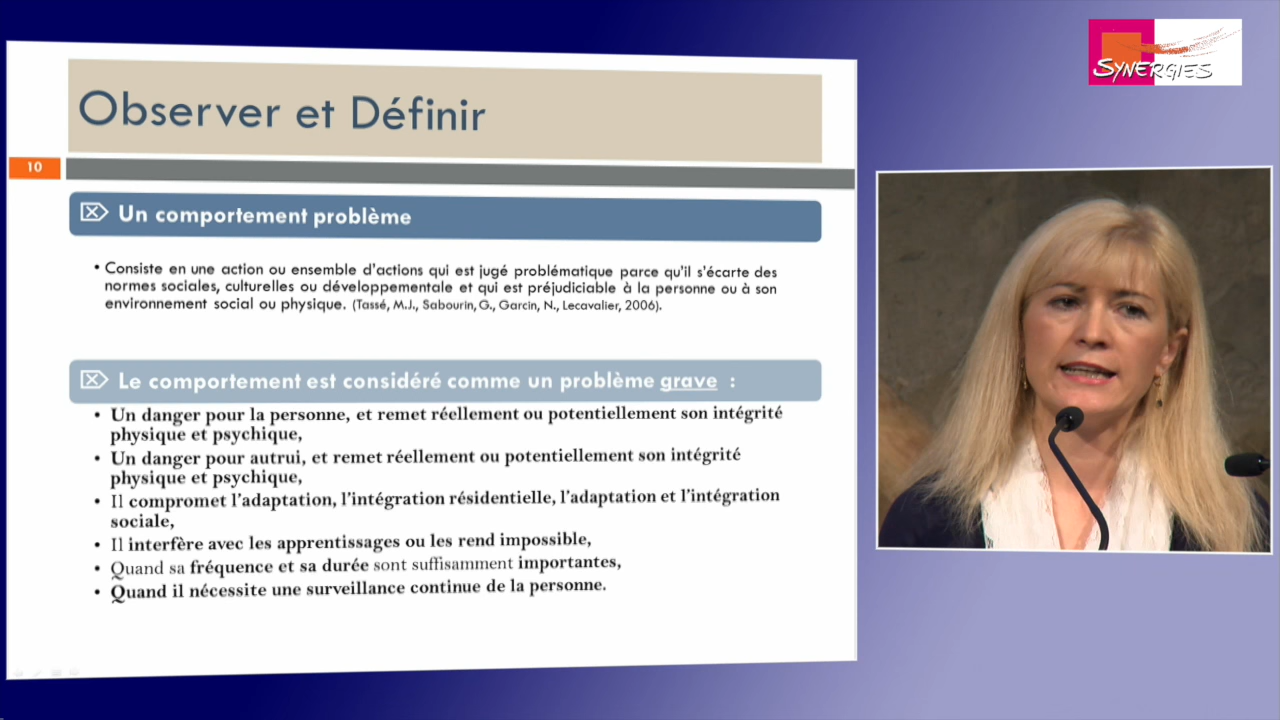 SYNERGIES
Observer et Définir
10
Un comportement problème
• Consiste en une action ou ensemble d'actions qui est jugé problématique parce qu'il s'écarte des
normes sociales, culturelles ou développementale et qui est préjudiciable à la personne ou à son
environnement social ou physique. (Tassé, M.J., Sabourin, G., Garcin, N., Lecavalier, 2006).
Le comportement est considéré comme un problème grave :
• Un danger pour la personne, et remet réellement ou potentiellement son intégrité
physique et psychique,
• Un danger pour autrui, et remet réellement ou potentiellement son intégrité
physique et psychique,
• Il compromet l'adaptation, l'intégration résidentielle, l'adaptation et l'intégration
sociale,
• Il interfère avec les apprentissages ou les rend impossible,
• Quand sa fréquence et sa durée sont suffisamment importantes,
• Quand il nécessite une surveillance continue de la personne.